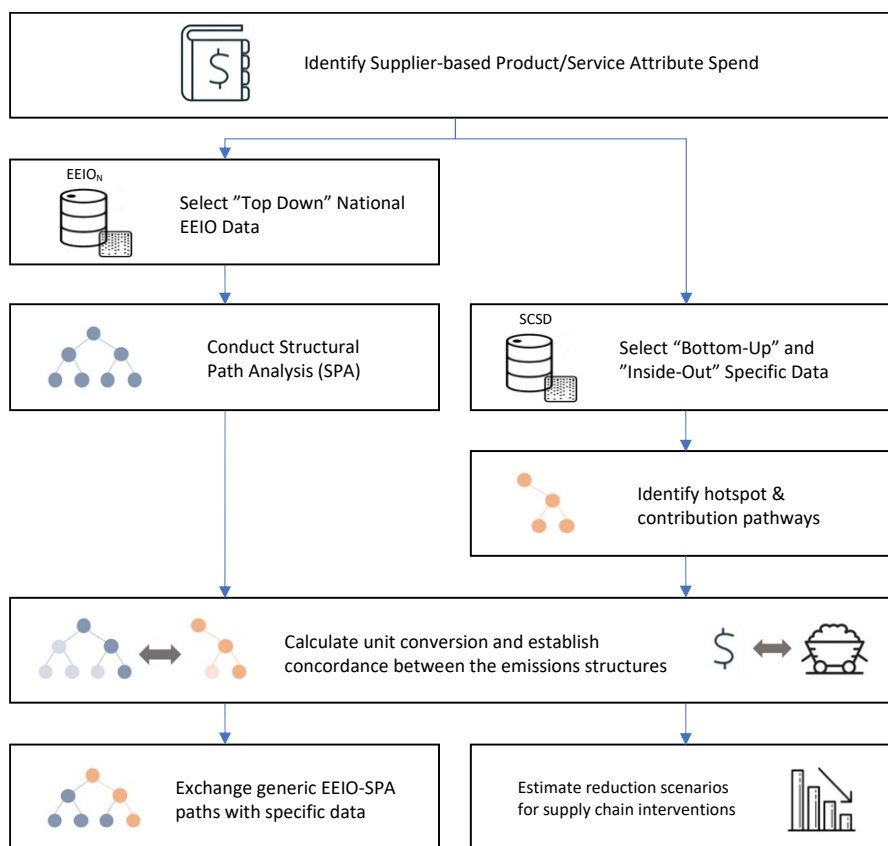 Identify Supplier-based Product/Service Attribute Spend
EEIO_N
Select ”Top Down” National
EEIO Data
Conduct Structural
Path Analysis (SPA)
SCSD
Select “Bottom-Up” and
”Inside-Out” Specific Data
Identify hotspot &
contribution pathways
Calculate unit conversion and establish
concordance between the emissions structures
$
Exchange generic EEIO-SPA
paths with specific data
Estimate reduction scenarios
for supply chain interventions